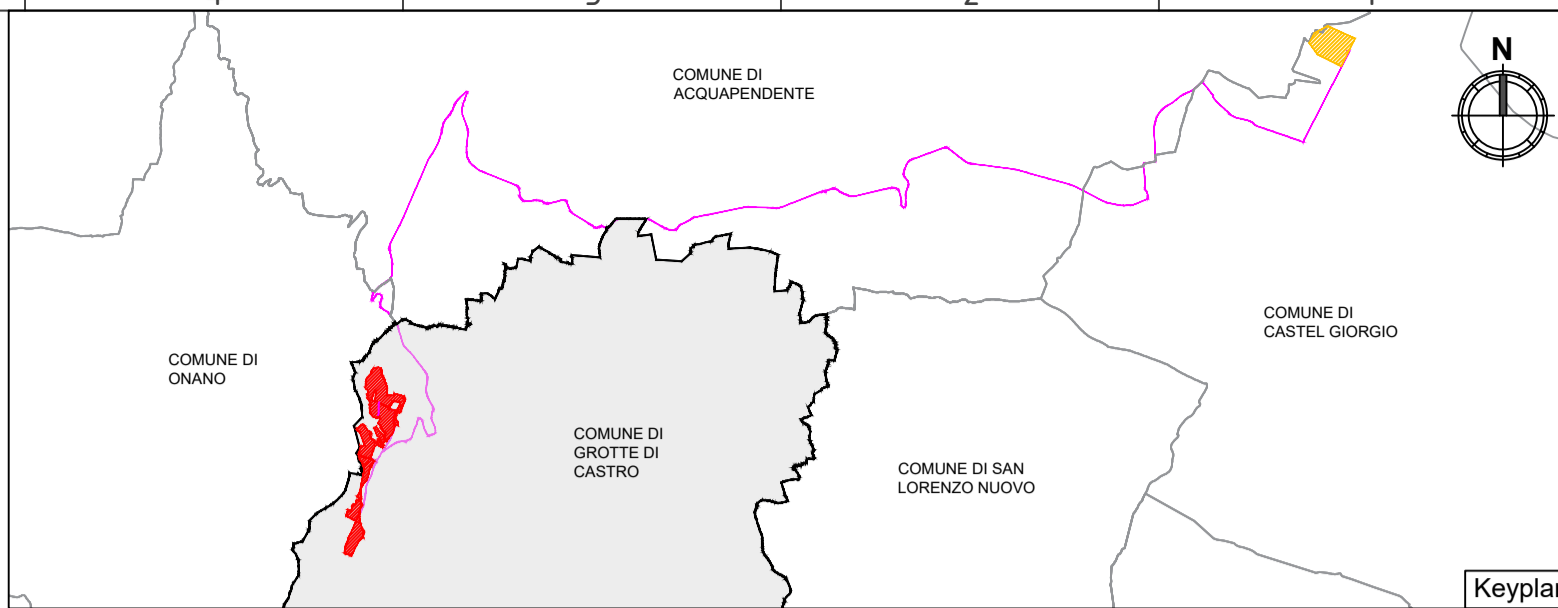 COMUNE DI
ACQUAPENDENTE
N
COMUNE DI
CASTEL GIORGIO
COMUNE DI
ONANO
COMUNE DI
GROTTE DI
CASTRO
COMUNE DI SAN
LORENZO NUOVO
Keyplan